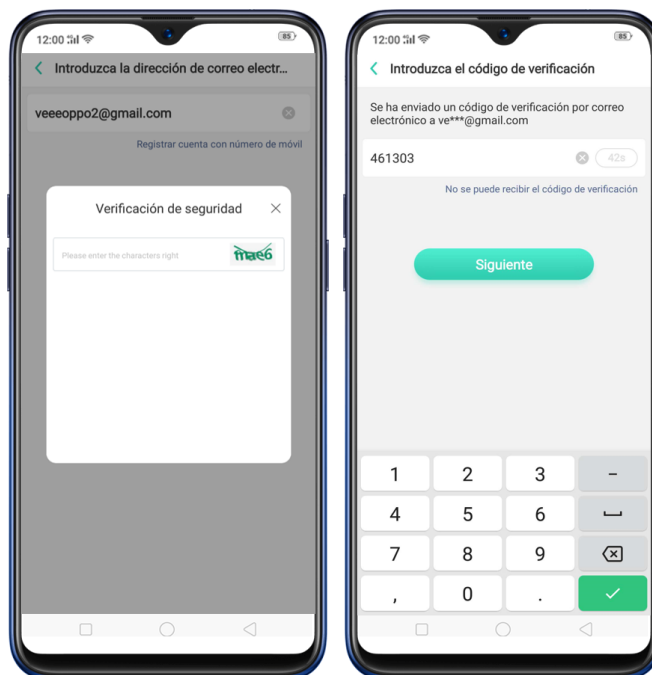 12:00
85
Introduzca la dirección de correo electr...
veeeoppo2@gmail.com
Registrar cuenta con número de móvil
Verificación de seguridad
Please enter the characters right
mae6
12:00
85
Introduzca el código de verificación
Se ha enviado un código de verificación por correo
electrónico a ve***@gmail.com
461303
42s
No se puede recibir el código de verificación
Siguiente
1 2 3 -
4 5 6
7 8 9
, 0 .